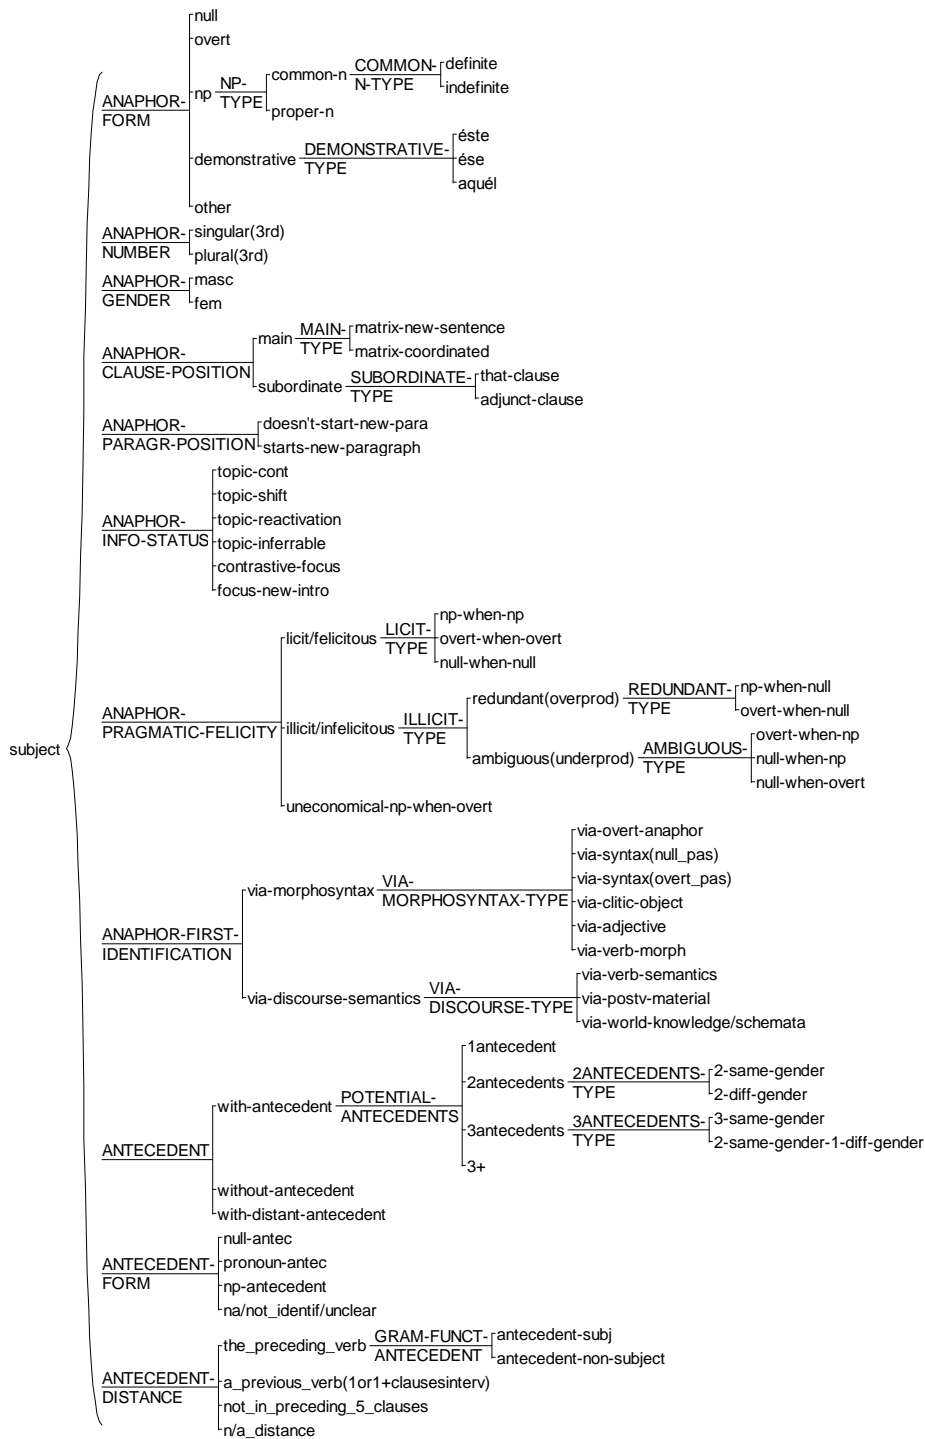 subject
ANAPHOR-
FORM
null
overt
np
NP-
TYPE
common-n
COMMON-
N-TYPE
definite
indefinite
proper-n
demonstrative
DEMONSTRATIVE-
TYPE
éste
ése
aquél
other
ANAPHOR-
NUMBER
singular(3rd)
plural(3rd)
ANAPHOR-
GENDER
masc
fem
ANAPHOR-
CLAUSE-POSITION
main
MAIN-
TYPE
matrix-new-sentence
matrix-coordinated
subordinate
SUBORDINATE-
TYPE
that-clause
adjunct-clause
ANAPHOR-
PARAGR-POSITION
doesn't-start-new-para
starts-new-paragraph
ANAPHOR-
INFO-STATUS
topic-cont
topic-shift
topic-reactivation
topic-inferrable
contrastive-focus
focus-new-intro
ANAPHOR-
PRAGMATIC-FELICITY
licit/felicitous
LICIT-
TYPE
np-when-np
overt-when-overt
null-when-null
illicit/infelicitous
ILLICIT-
TYPE
redundant(overprod)
REDUNDANT-
TYPE
np-when-null
overt-when-null
ambiguous(underprod)
AMBIGUOUS-
TYPE
overt-when-np
null-when-np
null-when-overt
uneconomical-np-when-overt
ANAPHOR-FIRST-
IDENTIFICATION
via-morphosyntax
VIA-
MORPHOSYNTAX-TYPE
via-overt-anaphor
via-syntax(null_pas)
via-syntax(overt_pas)
via-clitic-object
via-adjective
via-verb-morph
via-discourse-semantics
VIA-
DISCOURSE-TYPE
via-verb-semantics
via-postv-material
via-world-knowledge/schemata
ANTECEDENT
with-antecedent
POTENTIAL-
ANTECEDENTS
1antecedent
2antecedents
2ANTECEDENTS-
TYPE
2-same-gender
2-diff-gender
3antecedents
3ANTECEDENTS-
TYPE
3-same-gender
2-same-gender-1-diff-gender
3+
without-antecedent
with-distant-antecedent
ANTECEDENT-
FORM
null-antec
pronoun-antec
np-antecedent
na/not_identif/unclear
ANTECEDENT-
DISTANCE
the_preceding_verb
GRAM-FUNCT-
ANTECEDENT
antecedent-subj
antecedent-non-subject
a_previous_verb(1or1+clausesinterv)
not_in_preceding_5_clauses
n/a_distance